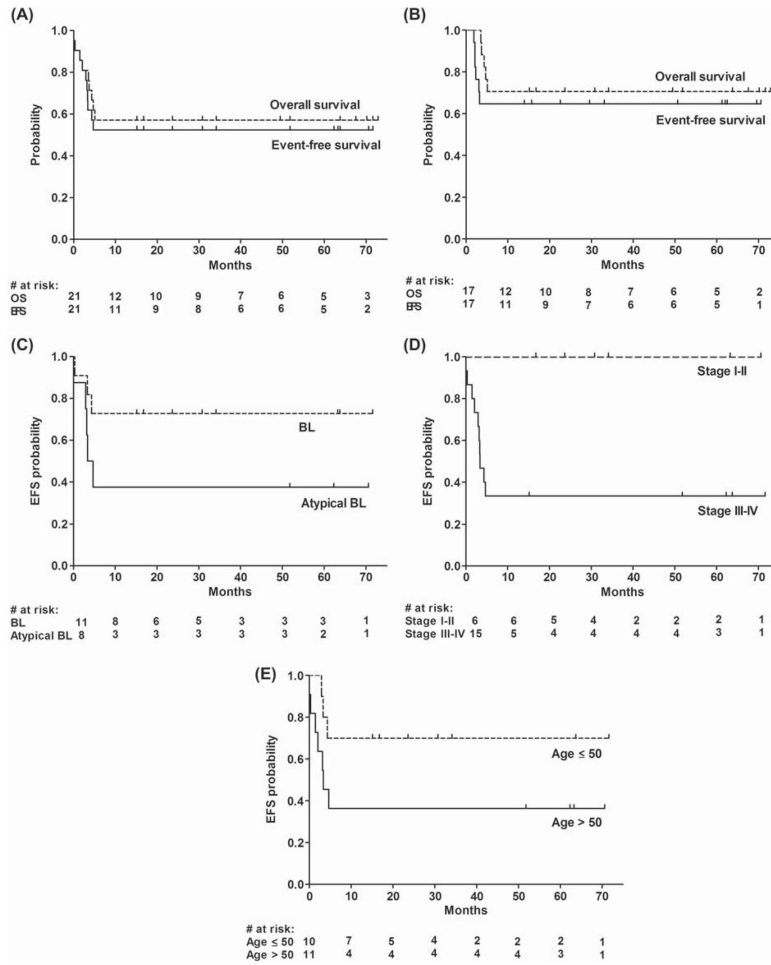 (A)
1.0
0.8
0.6
0.4
0.2
0.0
Probability
Overall survival
Event-free survival
0 10 20 30 40 50 60 70
Months
# at risk:
OS 21 12 10 9 7 6 5 3
EFS 21 11 9 8 6 6 5 2
(B)
1.0
0.8
0.6
0.4
0.2
0.0
Probability
Overall survival
Event-free survival
0 10 20 30 40 50 60 70
Months
# at risk:
OS 17 12 10 8 7 6 5 2
EFS 17 11 9 7 6 6 5 1
(C)
1.0
0.8
0.6
0.4
0.2
0.0
EFS probability
BL
Atypical BL
0 10 20 30 40 50 60 70
Months
# at risk:
BL 11 8 6 5 3 3 3 1
Atypical BL 8 3 3 3 3 3 2 1
(D)
1.0
0.8
0.6
0.4
0.2
0.0
EFS probability
Stage I-II
Stage III-IV
0 10 20 30 40 50 60 70
Months
# at risk:
Stage I-II 6 6 5 4 2 2 2 1
Stage III-IV 15 5 4 4 4 4 3 1
(E)
1.0
0.8
0.6
0.4
0.2
0.0
EFS probability
Age ≤ 50
Age > 50
0 10 20 30 40 50 60 70
Months
# at risk:
Age ≤ 50 10 7 5 4 2 2 2 1
Age > 50 11 4 4 4 4 4 3 1